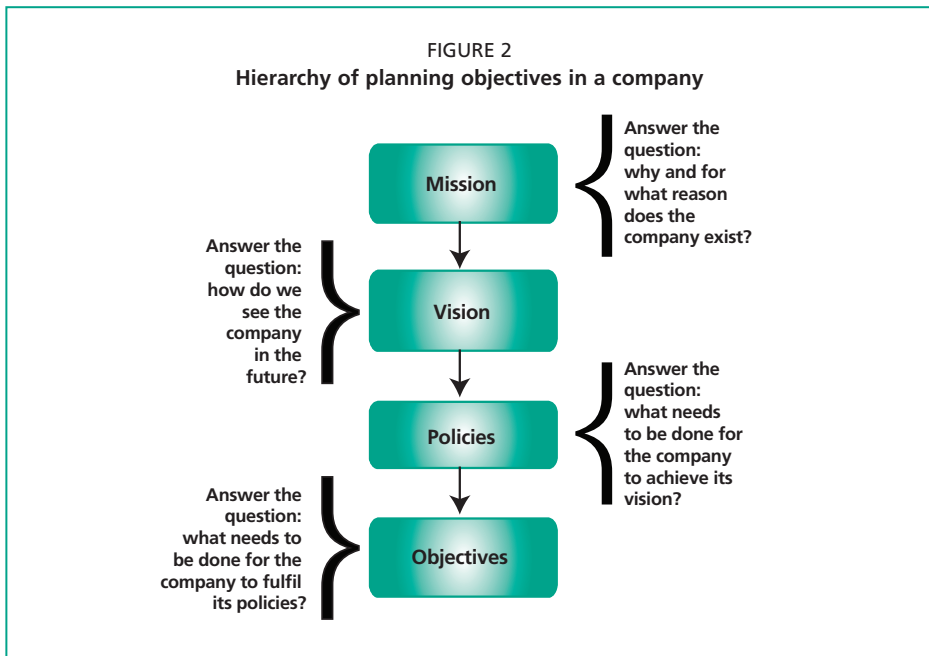 FIGURE 2
Hierarchy of planning objectives in a company
Mission
Answer the
question:
why and for
what reason
does the
company exist?
Answer the
question:
how do we
see the
company
in the
future?
Vision
Policies
Answer the
question:
what needs
to be done for
the company
to achieve its
vision?
Answer the
question:
what needs to
be done for the
company to fulfil
its policies?
Objectives